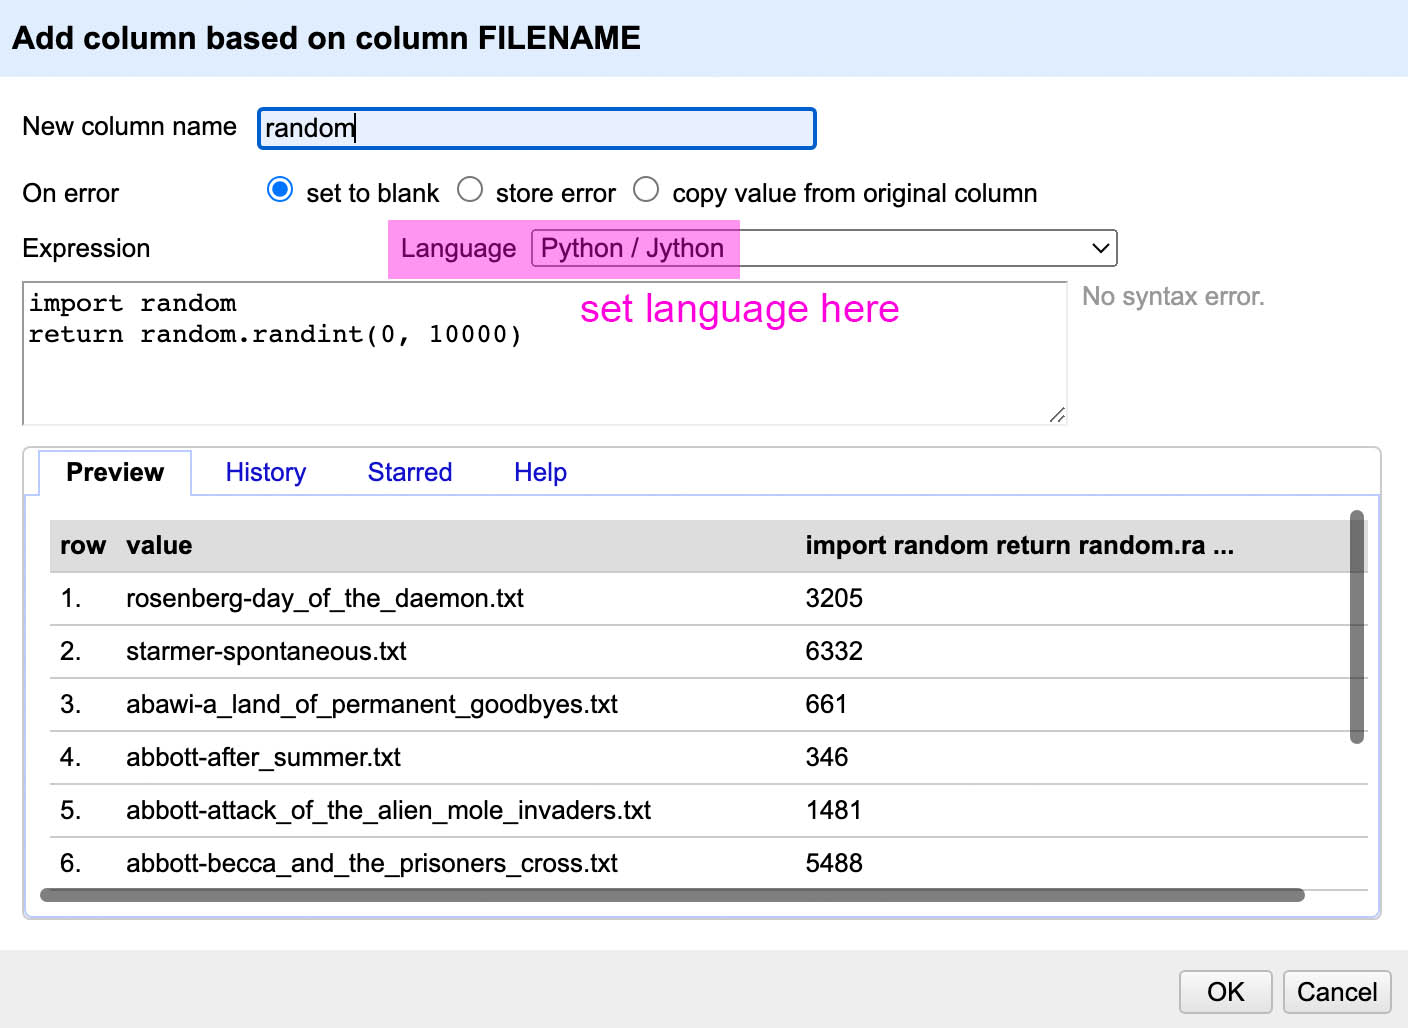 Add column based on column FILENAME
New column name random
On error set to blank store error copy value from original column
Expression Language Python / Jython
import random
return random.randint(0, 10000)
set language here
No syntax error.
Preview History Starred Help
row value import random return random.ra ...
1. rosenberg-day_of_the_daemon.txt 3205
2. starmer-spontaneous.txt 6332
3. abawi-a_land_of_permanent_goodbyes.txt 661
4. abbott-after_summer.txt 346
5. abbott-attack_of_the_alien_mole_invaders.txt 1481
6. abbott-becca_and_the_prisoners_cross.txt 5488
OK Cancel